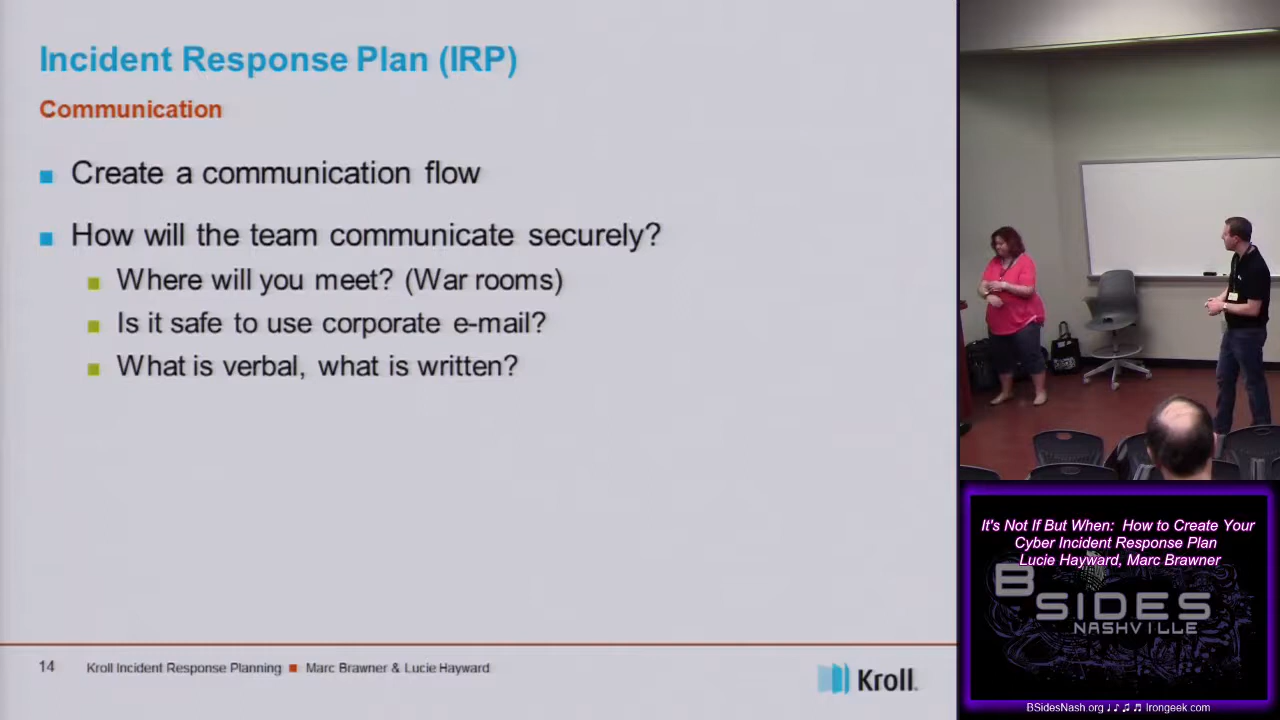 Incident Response Plan (IRP)
Communication
Create a communication flow
How will the team communicate securely?
Where will you meet? (War rooms)
Is it safe to use corporate e-mail?
What is verbal, what is written?
14 Kroll Incident Response Planning ■ Marc Brawner & Lucie Hayward
Kroll
It's Not If But When: How to Create Your
Cyber Incident Response Plan
Lucie Hayward, Marc Brawner
BSIDES
NASHVILLE
BSidesNash.org ♩♪♫♬ Irongeek.com